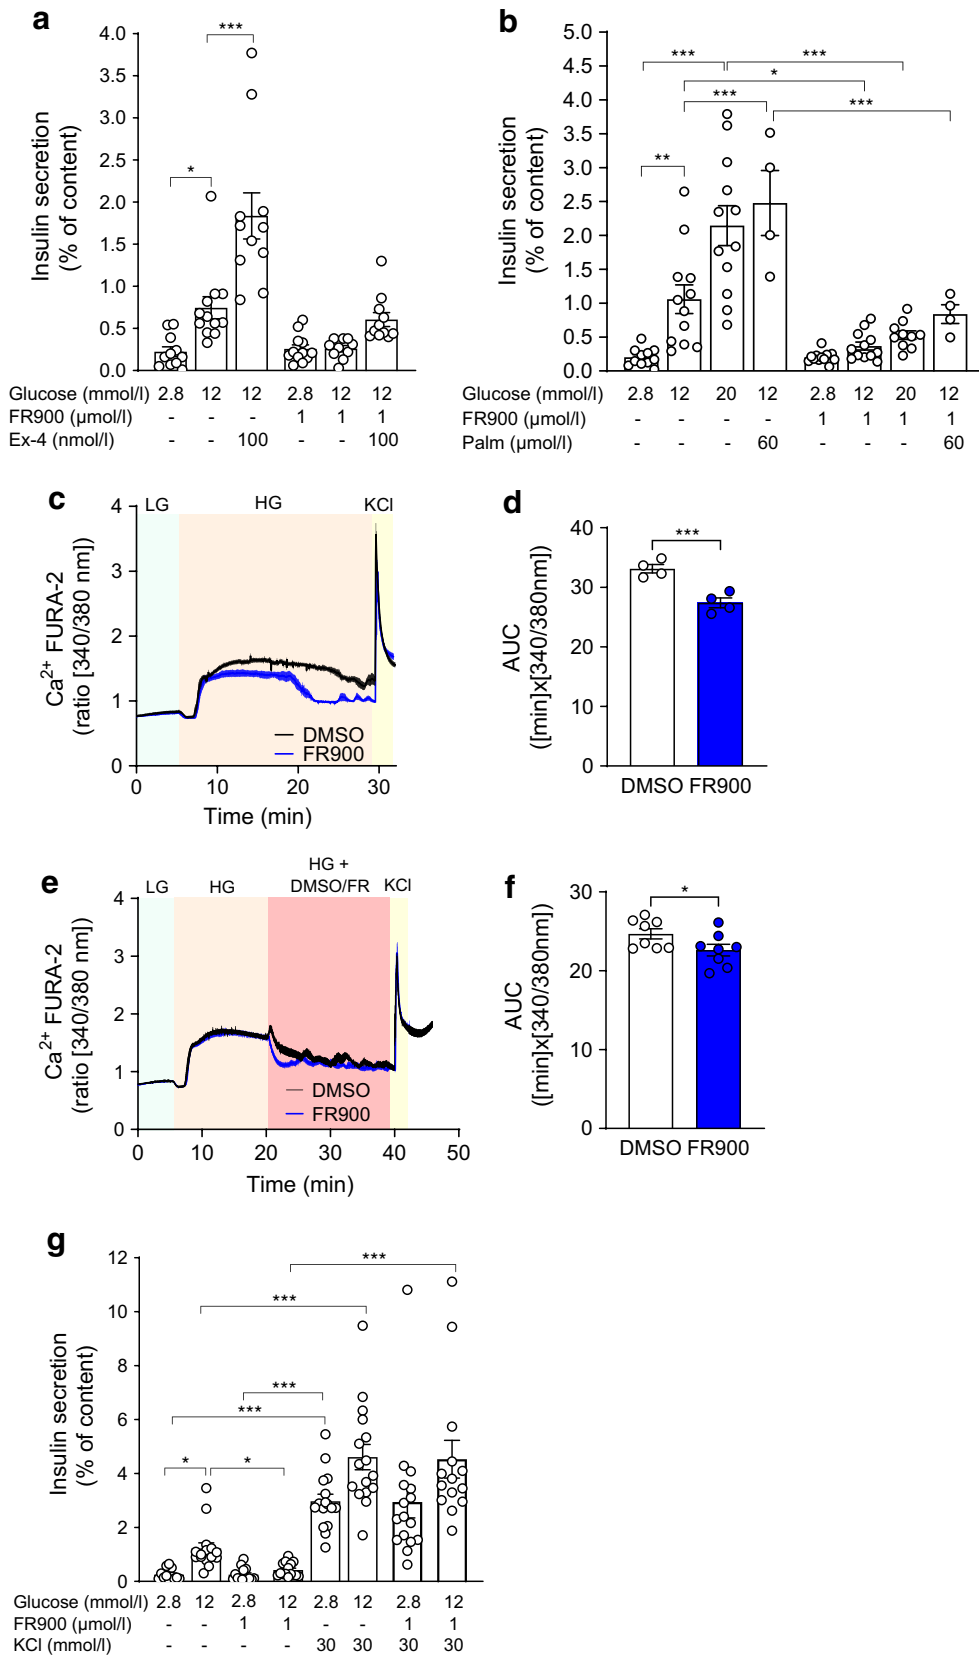 a
***
*
4.0
3.5
3.0
2.5
2.0
1.5
1.0
0.5
0
Insulin secretion
(% of content)
Glucose (mmol/l) 2.8 12 12 2.8 12 12
FR900 (μmol/l) - - - 1 1 1
Ex-4 (nmol/l) - - 100 - - 100
b
*** ***
*
*** ***
**
5.0
4.5
4.0
3.5
3.0
2.5
2.0
1.5
1.0
0.5
0
Insulin secretion
(% of content)
Glucose (mmol/l) 2.8 12 20 12 2.8 12 20 12
FR900 (μmol/l) - - - - 1 1 1 1
Palm (μmol/l) - - - 60 - - - 60
c
LG HG KCl
4
3
2
1
0
Ca2+ FURA-2
(ratio [340/380 nm])
DMSO
FR900
0 10 20 30
Time (min)
d
***
40
30
20
10
0
AUC
([min]x[340/380nm])
DMSO FR900
e
HG +
LG HG DMSO/FR KCl
4
3
2
1
0
Ca2+ FURA-2
(ratio [340/380 nm])
DMSO
FR900
0 10 20 30 40 50
Time (min)
f
*
30
20
10
0
AUC
([min]x[340/380nm])
DMSO FR900
g
***
***
***
***
* *
12
10
8
6
4
2
0
Insulin secretion
(% of content)
Glucose (mmol/l) 2.8 12 2.8 12 2.8 12 2.8 12
FR900 (μmol/l) - - 1 1 - - 1 1
KCl (mmol/l) - - - - 30 30 30 30